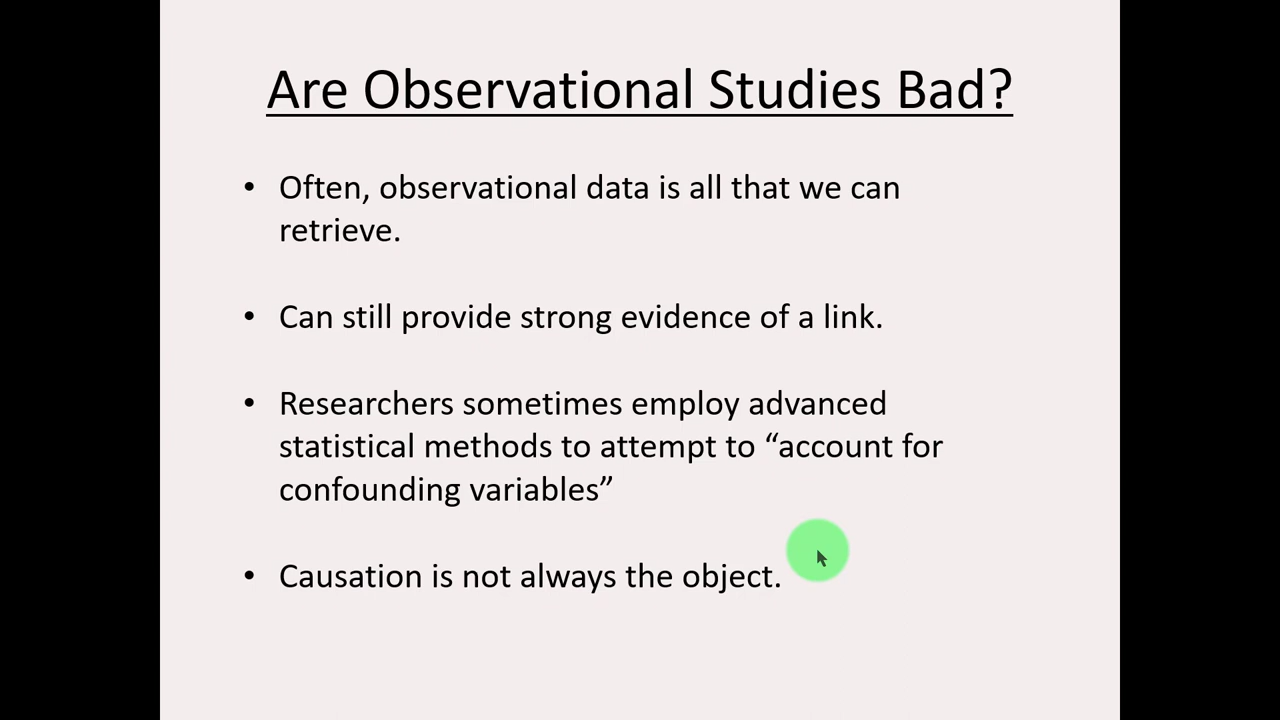 Are Observational Studies Bad?
• Often, observational data is all that we can
retrieve.
• Can still provide strong evidence of a link.
• Researchers sometimes employ advanced
statistical methods to attempt to “account for
confounding variables”
• Causation is not always the object.